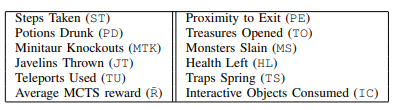 Steps Taken (ST) Proximity to Exit (PE)
Potions Drunk (PD) Treasures Opened (TO)
Minitaur Knockouts (MTK) Monsters Slain (MS)
Javelins Thrown (JT) Health Left (HL)
Teleports Used (TU) Traps Spring (TS)
Average MCTS reward (R̄) Interactive Objects Consumed (IC)